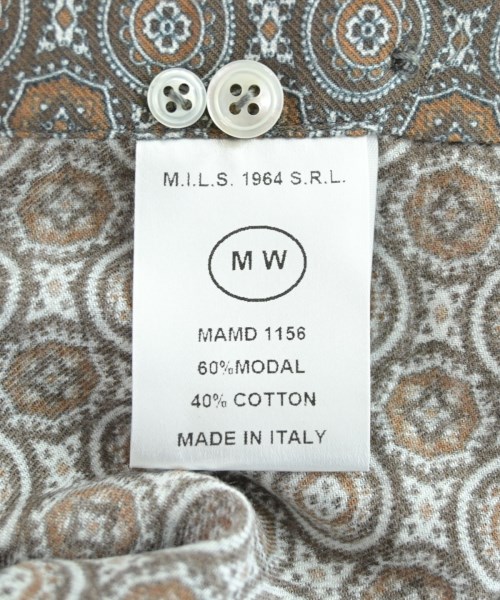 M.I.L.S. 1964 S.R.L.
MW
MAMD 1156
60%MODAL
40% COTTON
MADE IN ITALY